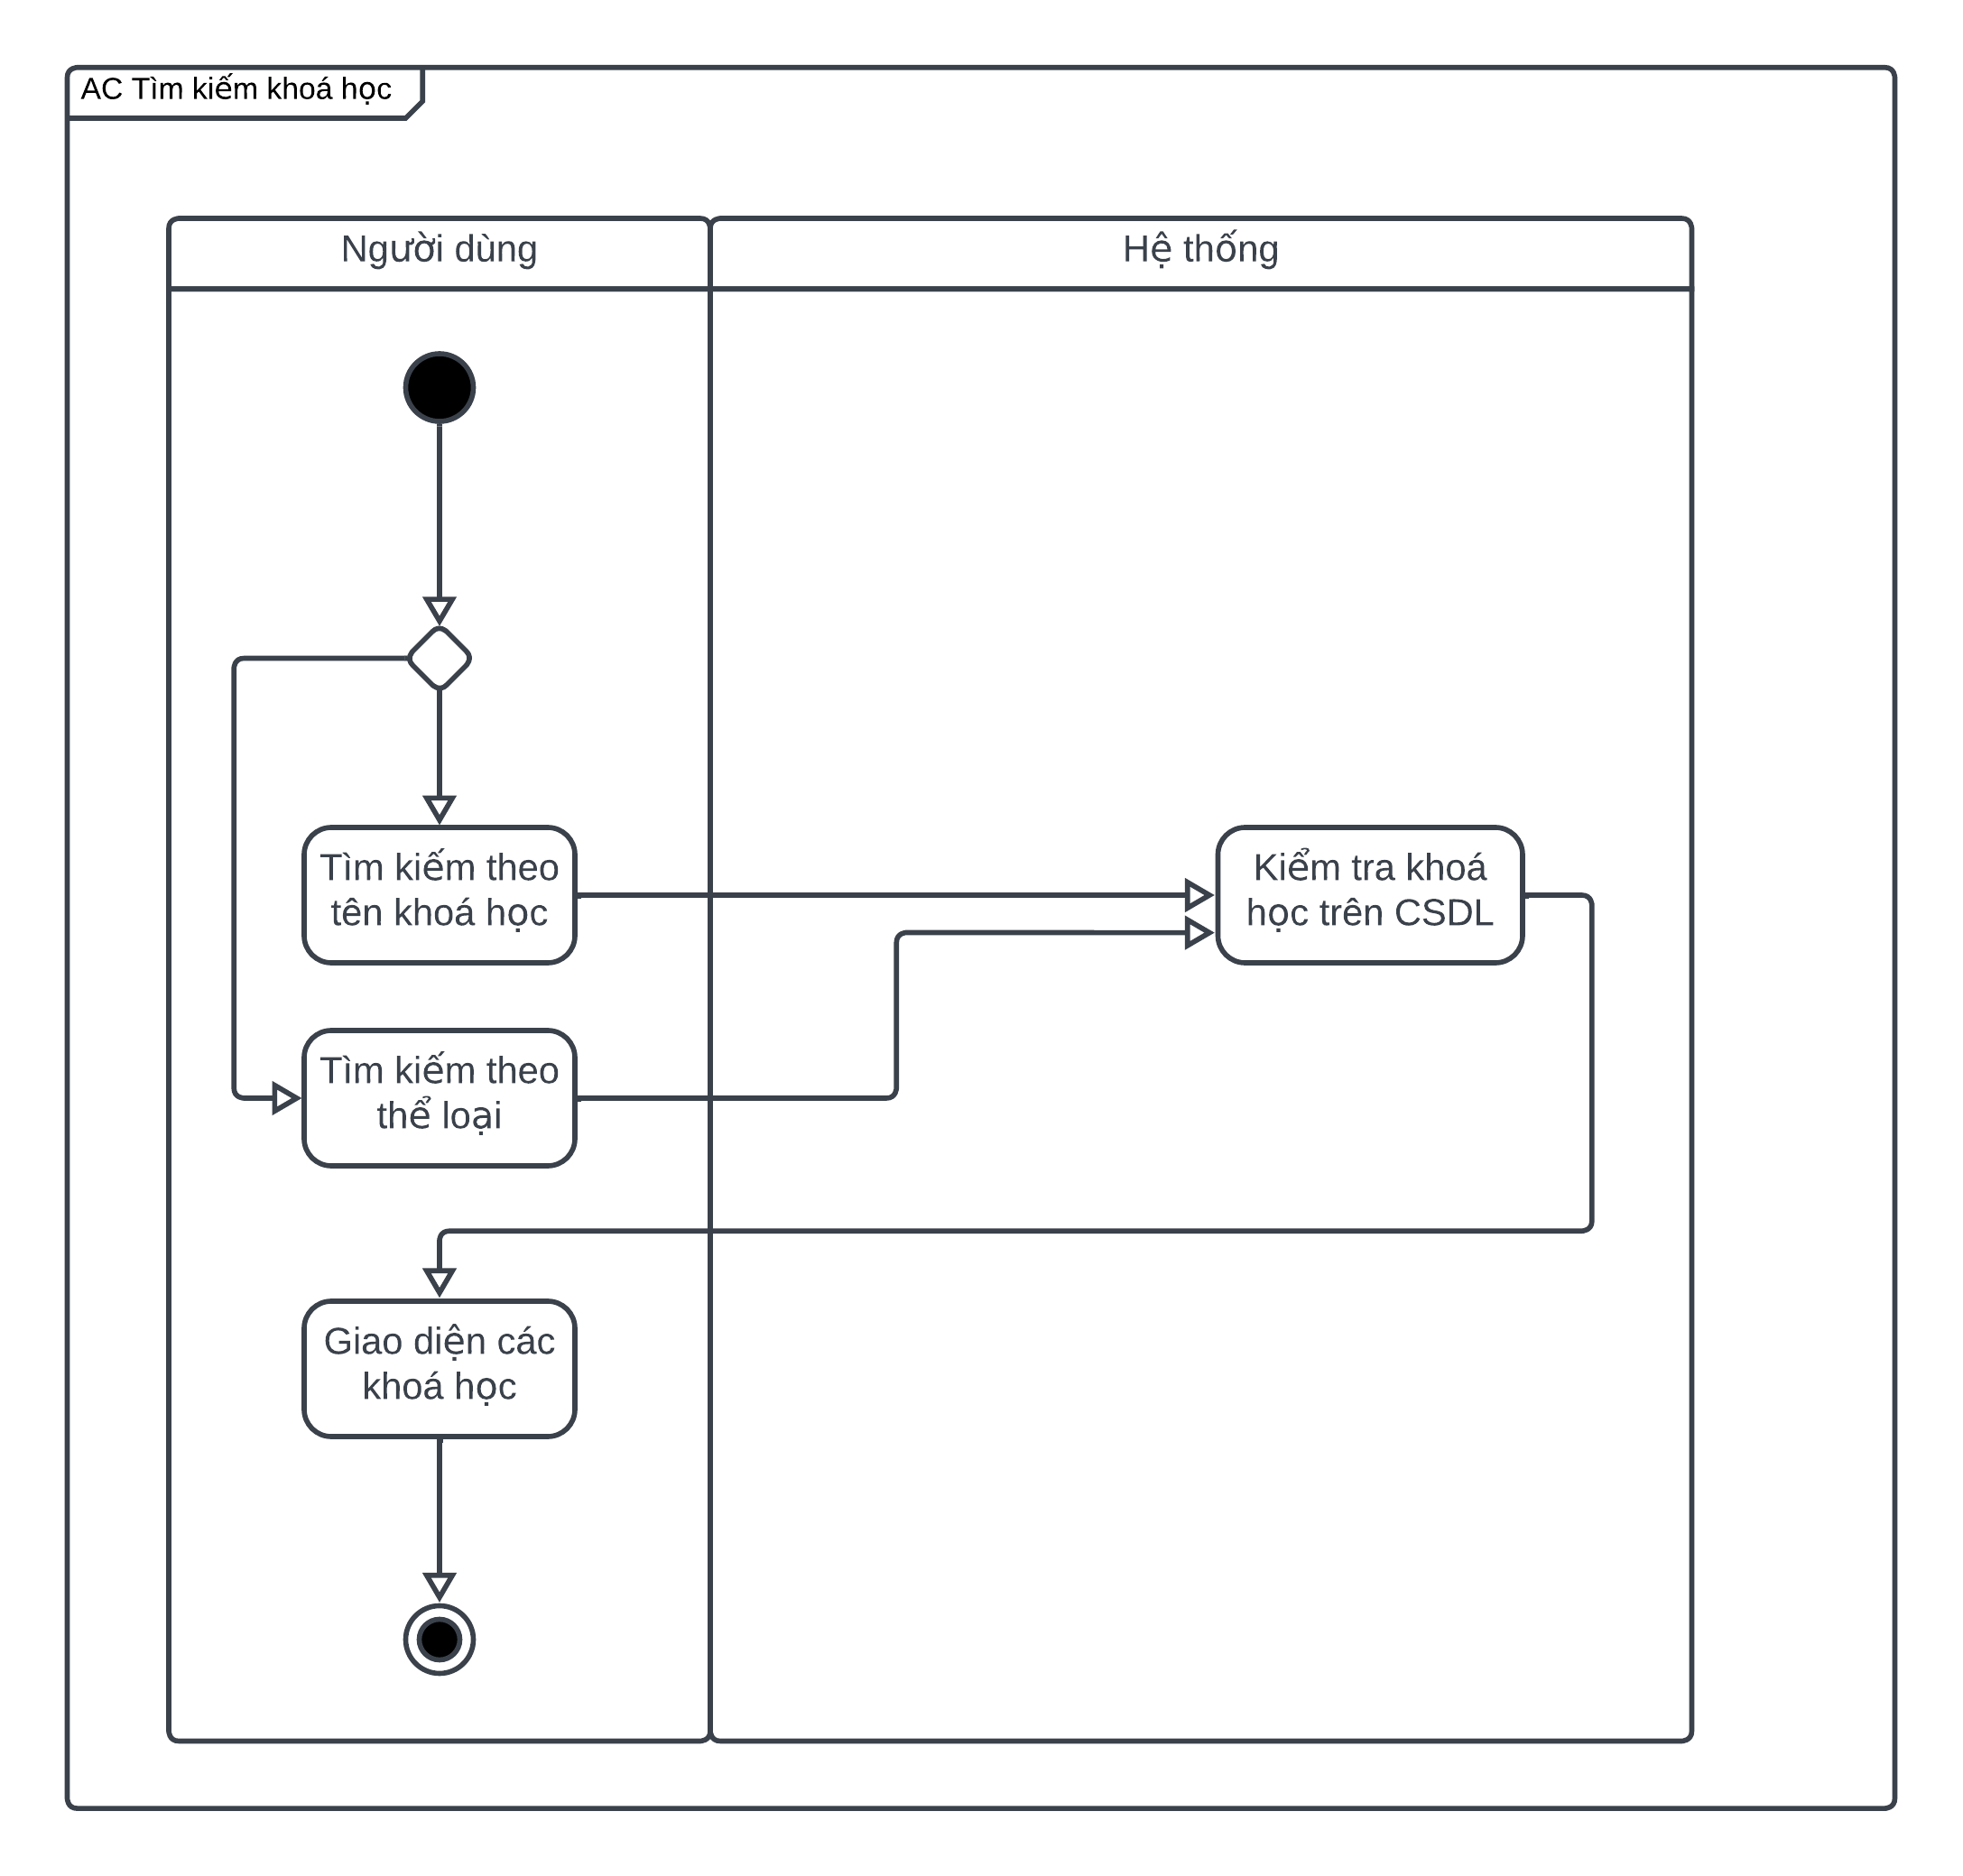 AC Tìm kiếm khoá học
Người dùng
Hệ thống
Tìm kiếm theo
tên khoá học
Kiểm tra khoá
học trên CSDL
Tìm kiếm theo
thể loại
Giao diện các
khoá học